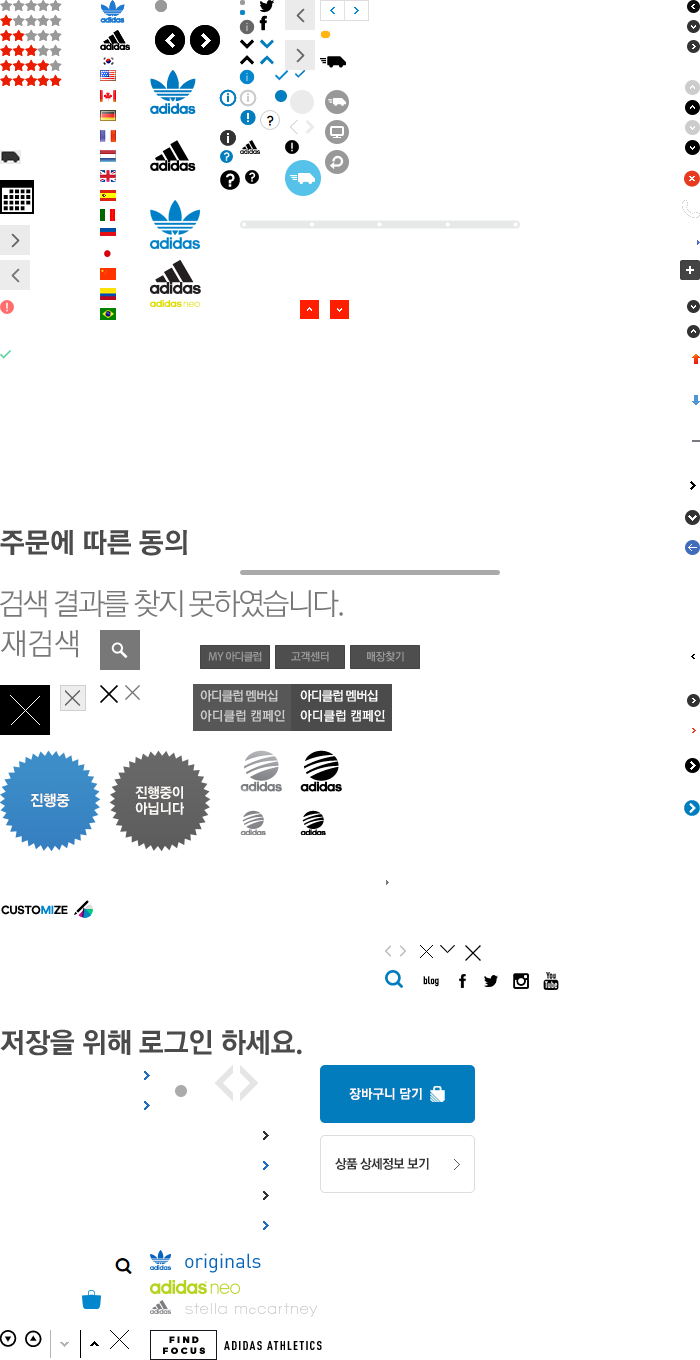 adidas
adidas
adidas
adidas
adidas neo
주문에 따른 동의
검색 결과를 찾지 못하였습니다.
재검색
MY 아디클럽
고객센터
매장찾기
아디클럽 멤버십
아디클럽 멤버십
아디클럽 캠페인
아디클럽 캠페인
진행중
진행중이
아닙니다
adidas
adidas
adidas
adidas
CUSTOMIZE
blog
You
Tube
저장을 위해 로그인 하세요.
장바구니 담기
상품 상세정보 보기
originals
adidas neo
stella mccartney
FIND
FOCUS
ADIDAS ATHLETICS